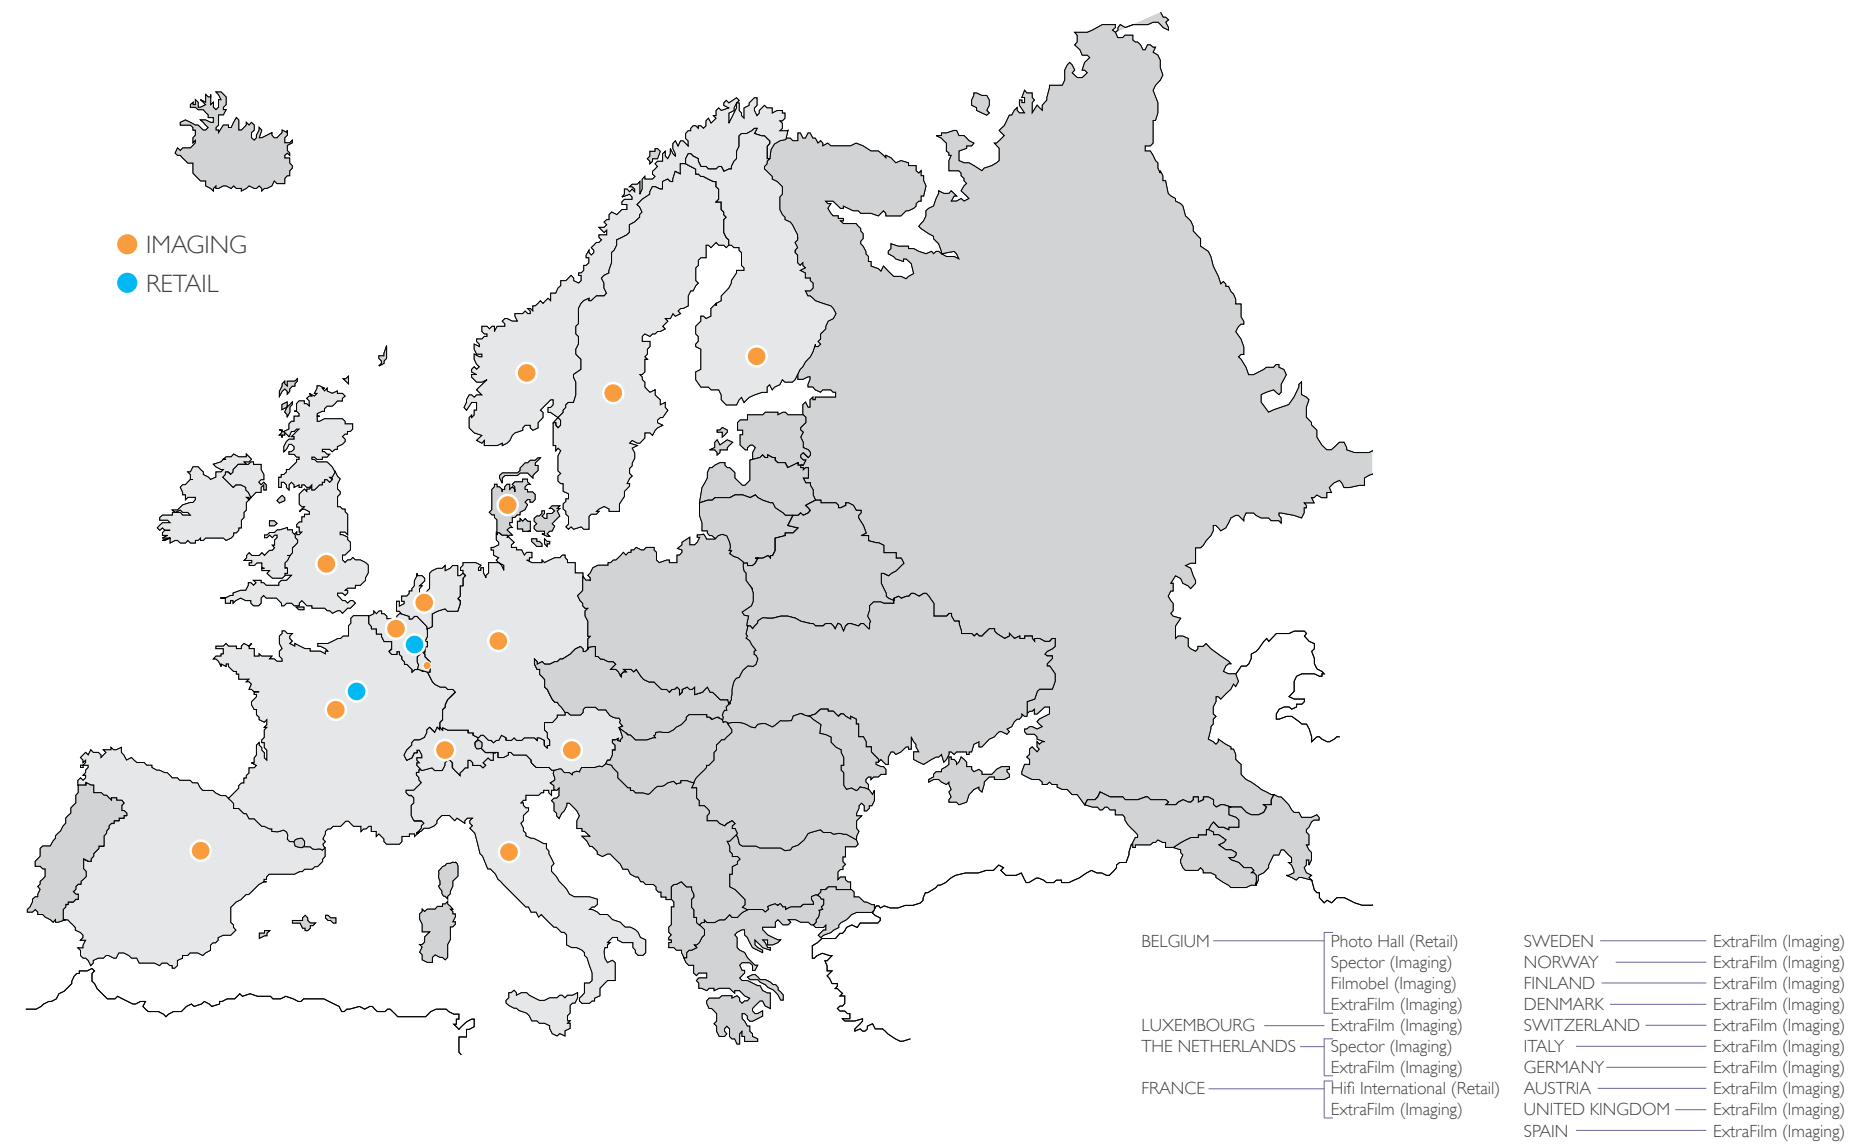 IMAGING
RETAIL
BELGIUM Photo Hall (Retail)
Spector (Imaging)
Filmobel (Imaging)
ExtraFilm (Imaging)
LUXEMBOURG ExtraFilm (Imaging)
THE NETHERLANDS Spector (Imaging)
ExtraFilm (Imaging)
FRANCE Hifi International (Retail)
ExtraFilm (Imaging)
SWEDEN ExtraFilm (Imaging)
NORWAY ExtraFilm (Imaging)
FINLAND ExtraFilm (Imaging)
DENMARK ExtraFilm (Imaging)
SWITZERLAND ExtraFilm (Imaging)
ITALY ExtraFilm (Imaging)
GERMANY ExtraFilm (Imaging)
AUSTRIA ExtraFilm (Imaging)
UNITED KINGDOM ExtraFilm (Imaging)
SPAIN ExtraFilm (Imaging)